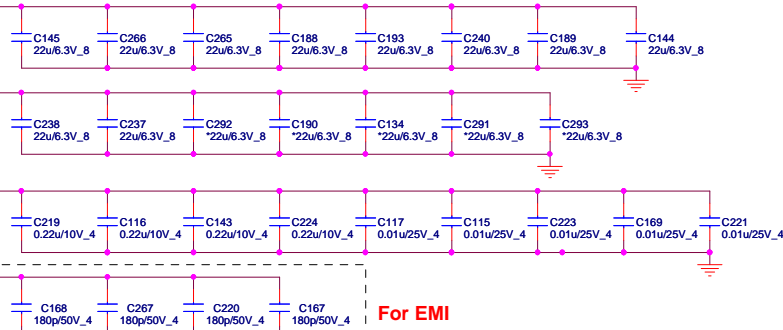 C145 C266 C265 C188 C193 C240 C189 C144
22u/6.3V_8 22u/6.3V_8 22u/6.3V_8 22u/6.3V_8 22u/6.3V_8 22u/6.3V_8 22u/6.3V_8 22u/6.3V_8
C238 C237 C292 C190 C134 C291 C293
22u/6.3V_8 22u/6.3V_8 *22u/6.3V_8 *22u/6.3V_8 *22u/6.3V_8 *22u/6.3V_8 *22u/6.3V_8
C219 C116 C143 C224 C117 C115 C223 C169 C221
0.22u/10V_4 0.22u/10V_4 0.22u/10V_4 0.22u/10V_4 0.01u/25V_4 0.01u/25V_4 0.01u/25V_4 0.01u/25V_4 0.01u/25V_4
C168 C267 C220 C167
180p/50V_4 180p/50V_4 180p/50V_4 180p/50V_4
For EMI